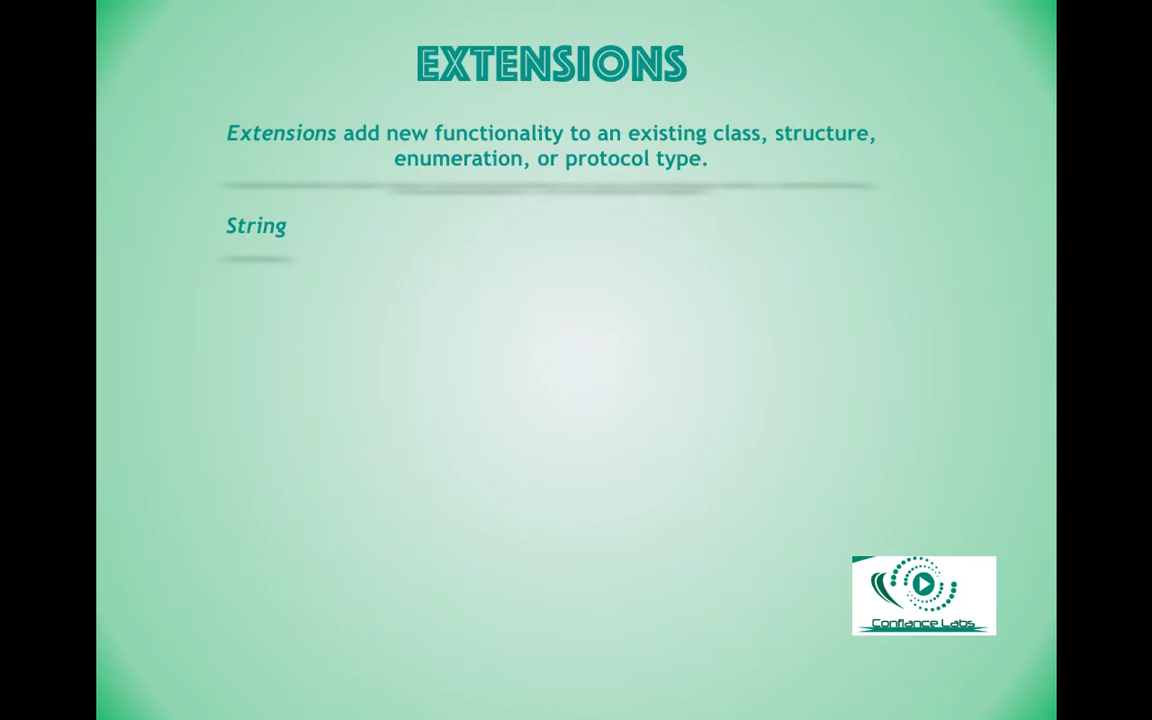 EXTENSIONS
Extensions add new functionality to an existing class, structure,
enumeration, or protocol type.
String
Confiance Labs